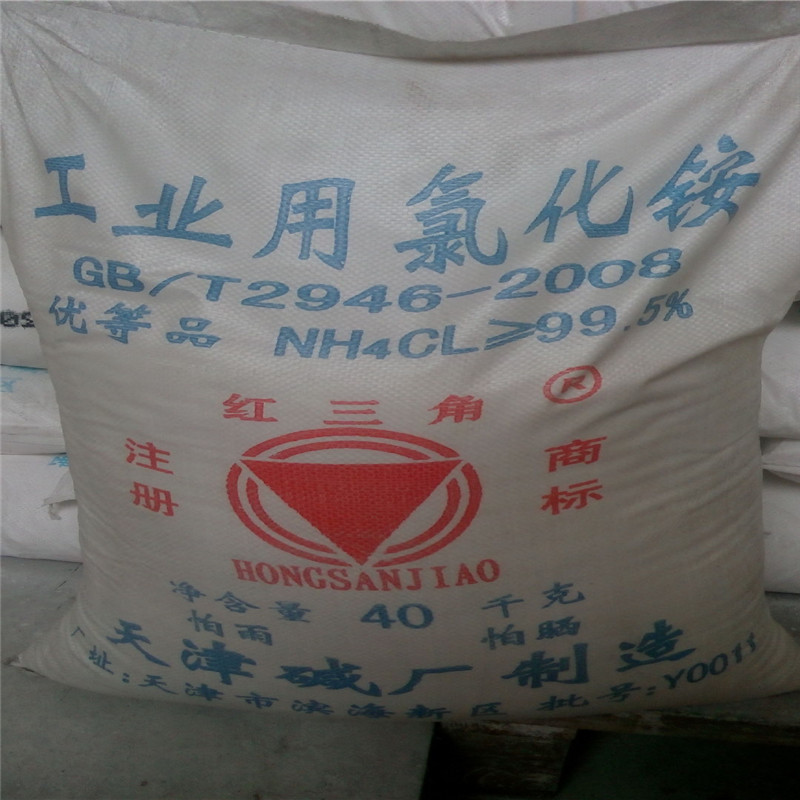 工业用氯化铵
GB/T2946-2008
优等品 NH4CL≥99.5%
红三角®
注册 商标
HONGSANJIAO
净含量 40 千克
怕雨 怕晒
天津碱厂制造
厂址:天津市滨海新区 批号:Y0011